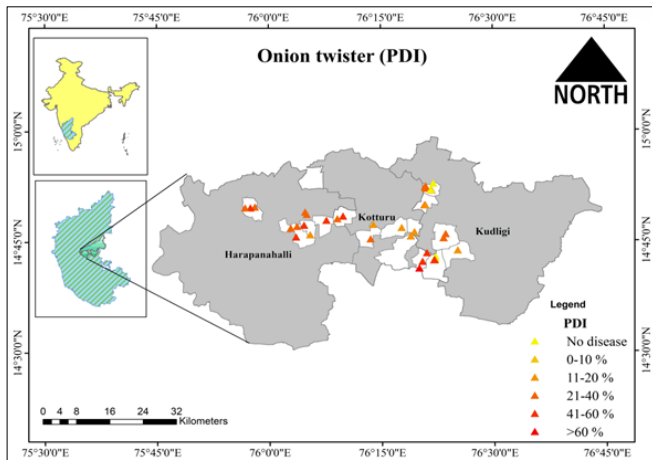 75°30'0"E 75°45'0"E 76°0'0"E 76°15'0"E 76°30'0"E 76°45'0"E
Onion twister (PDI)
NORTH
15°0'0"N
15°0'0"N
Kotturu
Kudligi
Harapanahalli
14°45'0"N
14°45'0"N
Legend
PDI
No disease
0-10 %
11-20 %
21-40 %
41-60 %
>60 %
14°30'0"N
14°30'0"N
0 2 4 8 16 24 32
Kilometers
75°30'0"E 75°45'0"E 76°0'0"E 76°15'0"E 76°30'0"E 76°45'0"E